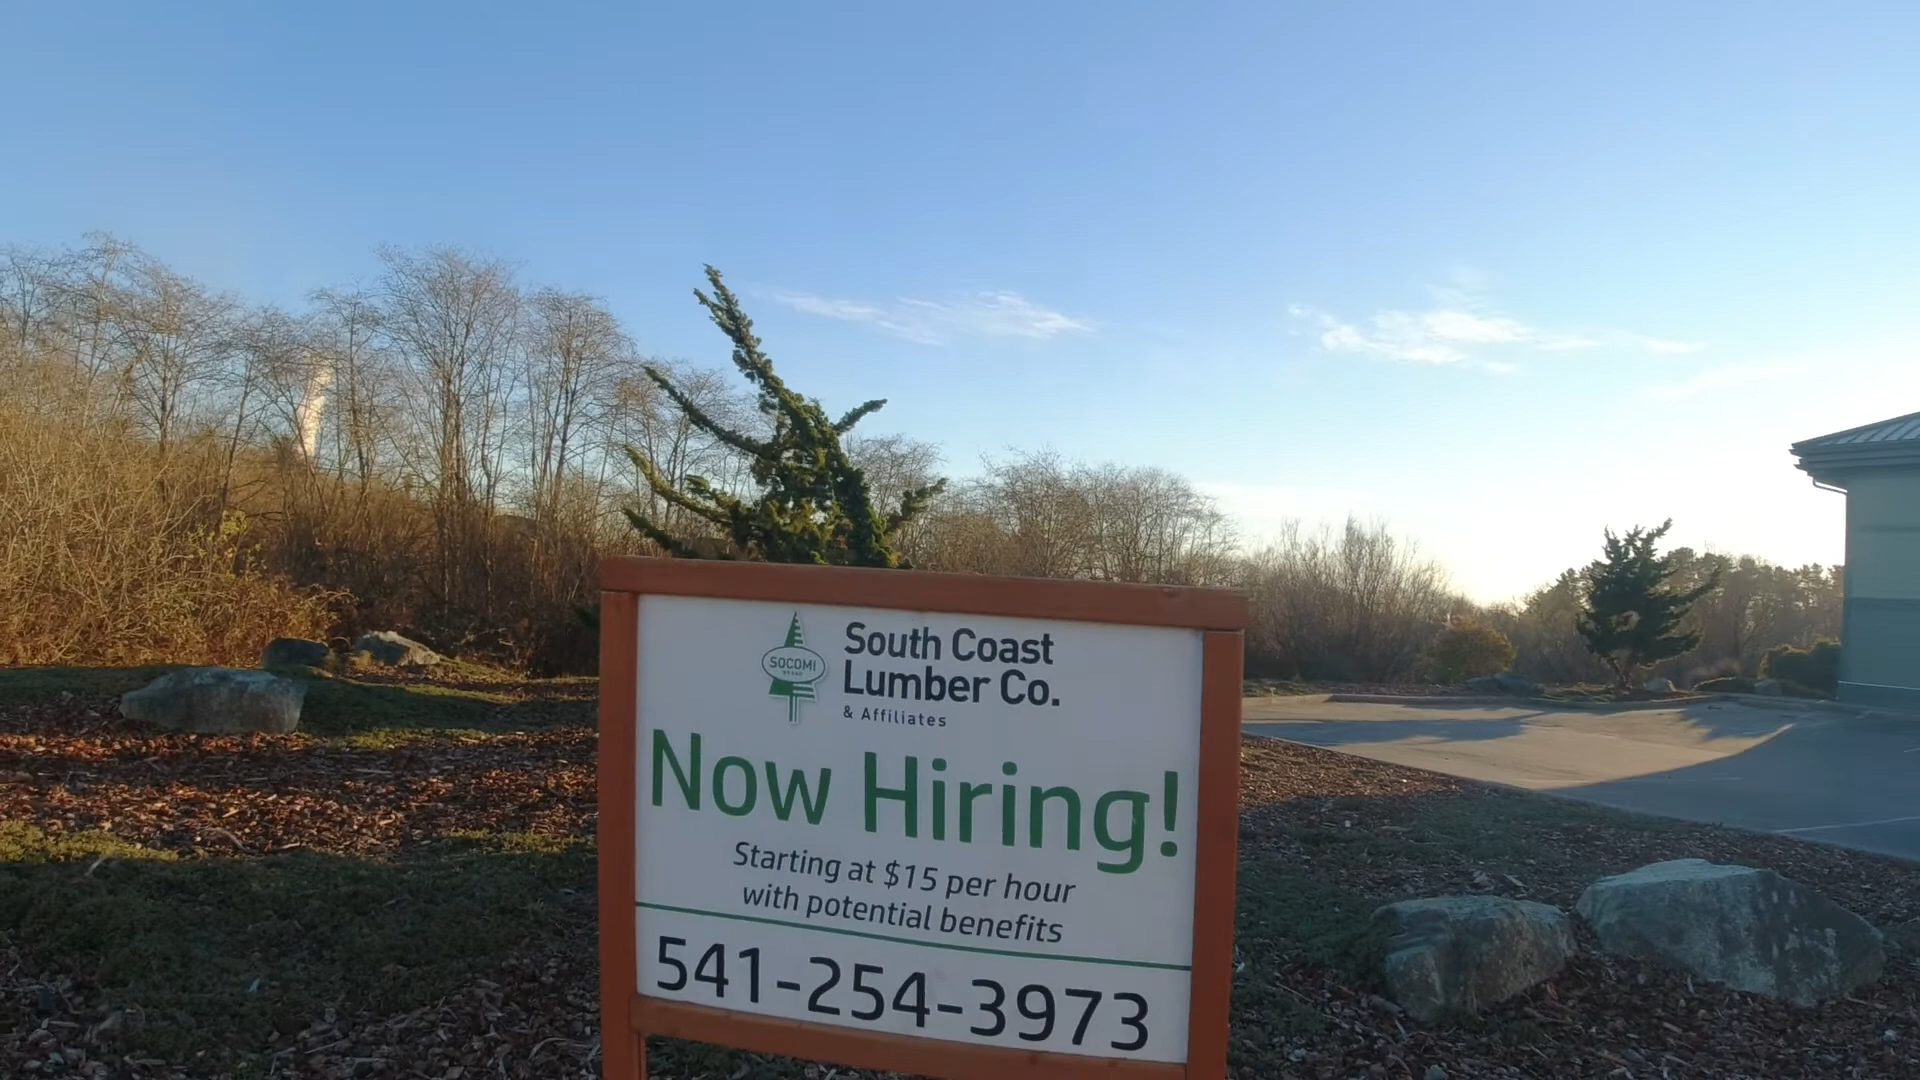 SOCOMI
BRAND
South Coast
Lumber Co.
& Affiliates
Now Hiring!
Starting at $15 per hour
with potential benefits
541-254-3973